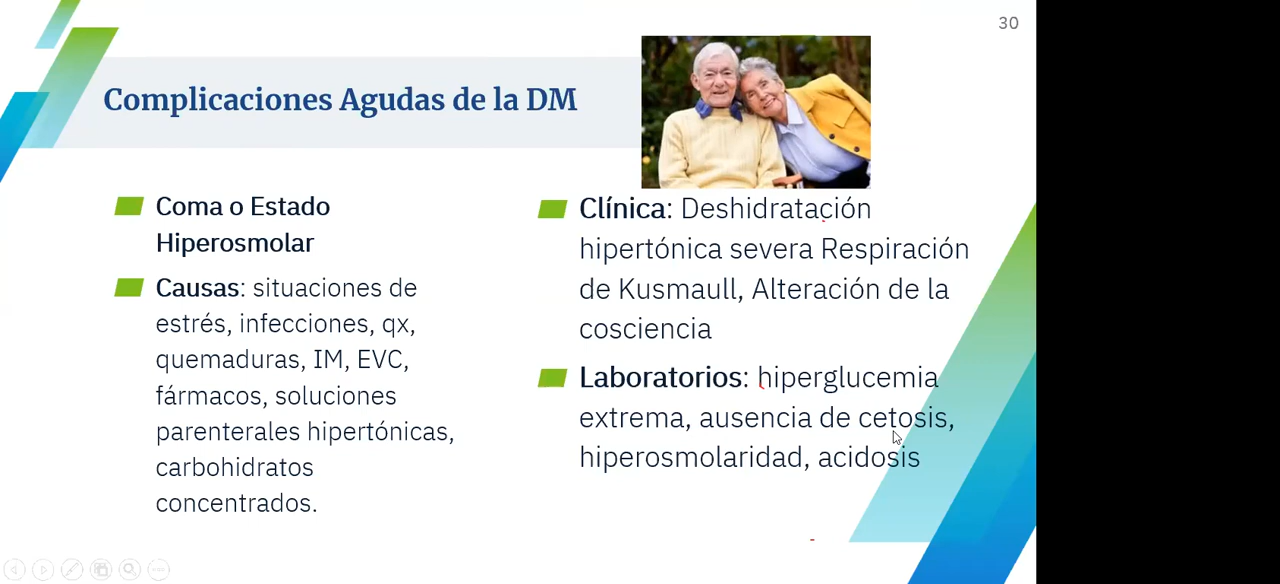 30
Complicaciones Agudas de la DM
Coma o Estado
Hiperosmolar
Causas: situaciones de
estrés, infecciones, qx,
quemaduras, IM, EVC,
fármacos, soluciones
parenterales hipertónicas,
carbohidratos
concentrados.
Clínica: Deshidratación
hipertónica severa Respiración
de Kusmaull, Alteración de la
cosciencia
Laboratorios: hiperglucemia
extrema, ausencia de cetosis,
hiperosmolaridad, acidosis